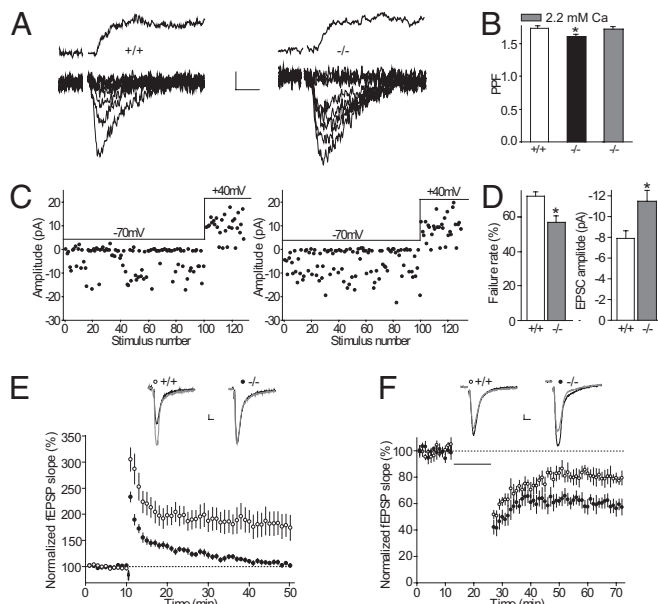 A
+/+
-/-
B
2.2 mM Ca
PPF
1.5
1.0
0.5
0.0
+/+
-/-
-/-
*
C
Amplitude (pA)
20
10
0
-10
-20
-30
-70mV
+40mV
0 20 40 60 80 100 120
Stimulus number
Amplitude (pA)
20
10
0
-10
-20
-30
-70mV
+40mV
0 20 40 60 80 100 120
Stimulus number
D
Failure rate (%)
60
40
20
0
*
+/+
-/-
EPSC amplitde (pA)
-12
-10
-8
-6
-4
-2
-
*
+/+
-/-
E
+/+
-/-
Normalized fEPSP slope (%)
350
300
250
200
150
100
0 10 20 30 40 50
Time (min)
F
+/+
-/-
Normalized fEPSP slope (%)
100
80
60
40
20
0
0 10 20 30 40 50 60 70
Time (min)